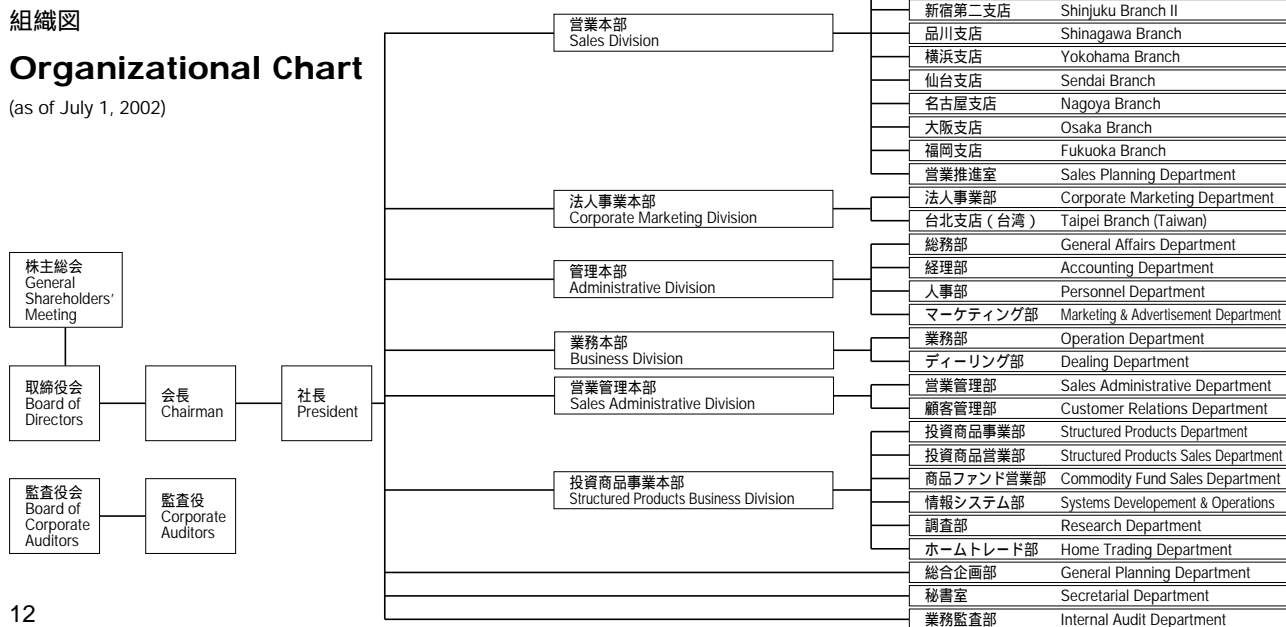 組織図
Organizational Chart
(as of July 1, 2002)
株主総会
General
Shareholders'
Meeting
取締役会
Board of
Directors
会長
Chairman
社長
President
監査役会
Board of
Corporate
Auditors
監査役
Corporate
Auditors
営業本部
Sales Division
法人事業本部
Corporate Marketing Division
管理本部
Administrative Division
業務本部
Business Division
営業管理本部
Sales Administrative Division
投資商品事業本部
Structured Products Business Division
新宿第二支店 Shinjuku Branch II
品川支店 Shinagawa Branch
横浜支店 Yokohama Branch
仙台支店 Sendai Branch
名古屋支店 Nagoya Branch
大阪支店 Osaka Branch
福岡支店 Fukuoka Branch
営業推進室 Sales Planning Department
法人事業部 Corporate Marketing Department
台北支店(台湾) Taipei Branch (Taiwan)
総務部 General Affairs Department
経理部 Accounting Department
人事部 Personnel Department
マーケティング部 Marketing & Advertisement Department
業務部 Operation Department
ディーリング部 Dealing Department
営業管理部 Sales Administrative Department
顧客管理部 Customer Relations Department
投資商品事業部 Structured Products Department
投資商品営業部 Structured Products Sales Department
商品ファンド営業部 Commodity Fund Sales Department
情報システム部 Systems Developement & Operations
調査部 Research Department
ホームトレード部 Home Trading Department
総合企画部 General Planning Department
秘書室 Secretarial Department
業務監査部 Internal Audit Department
12